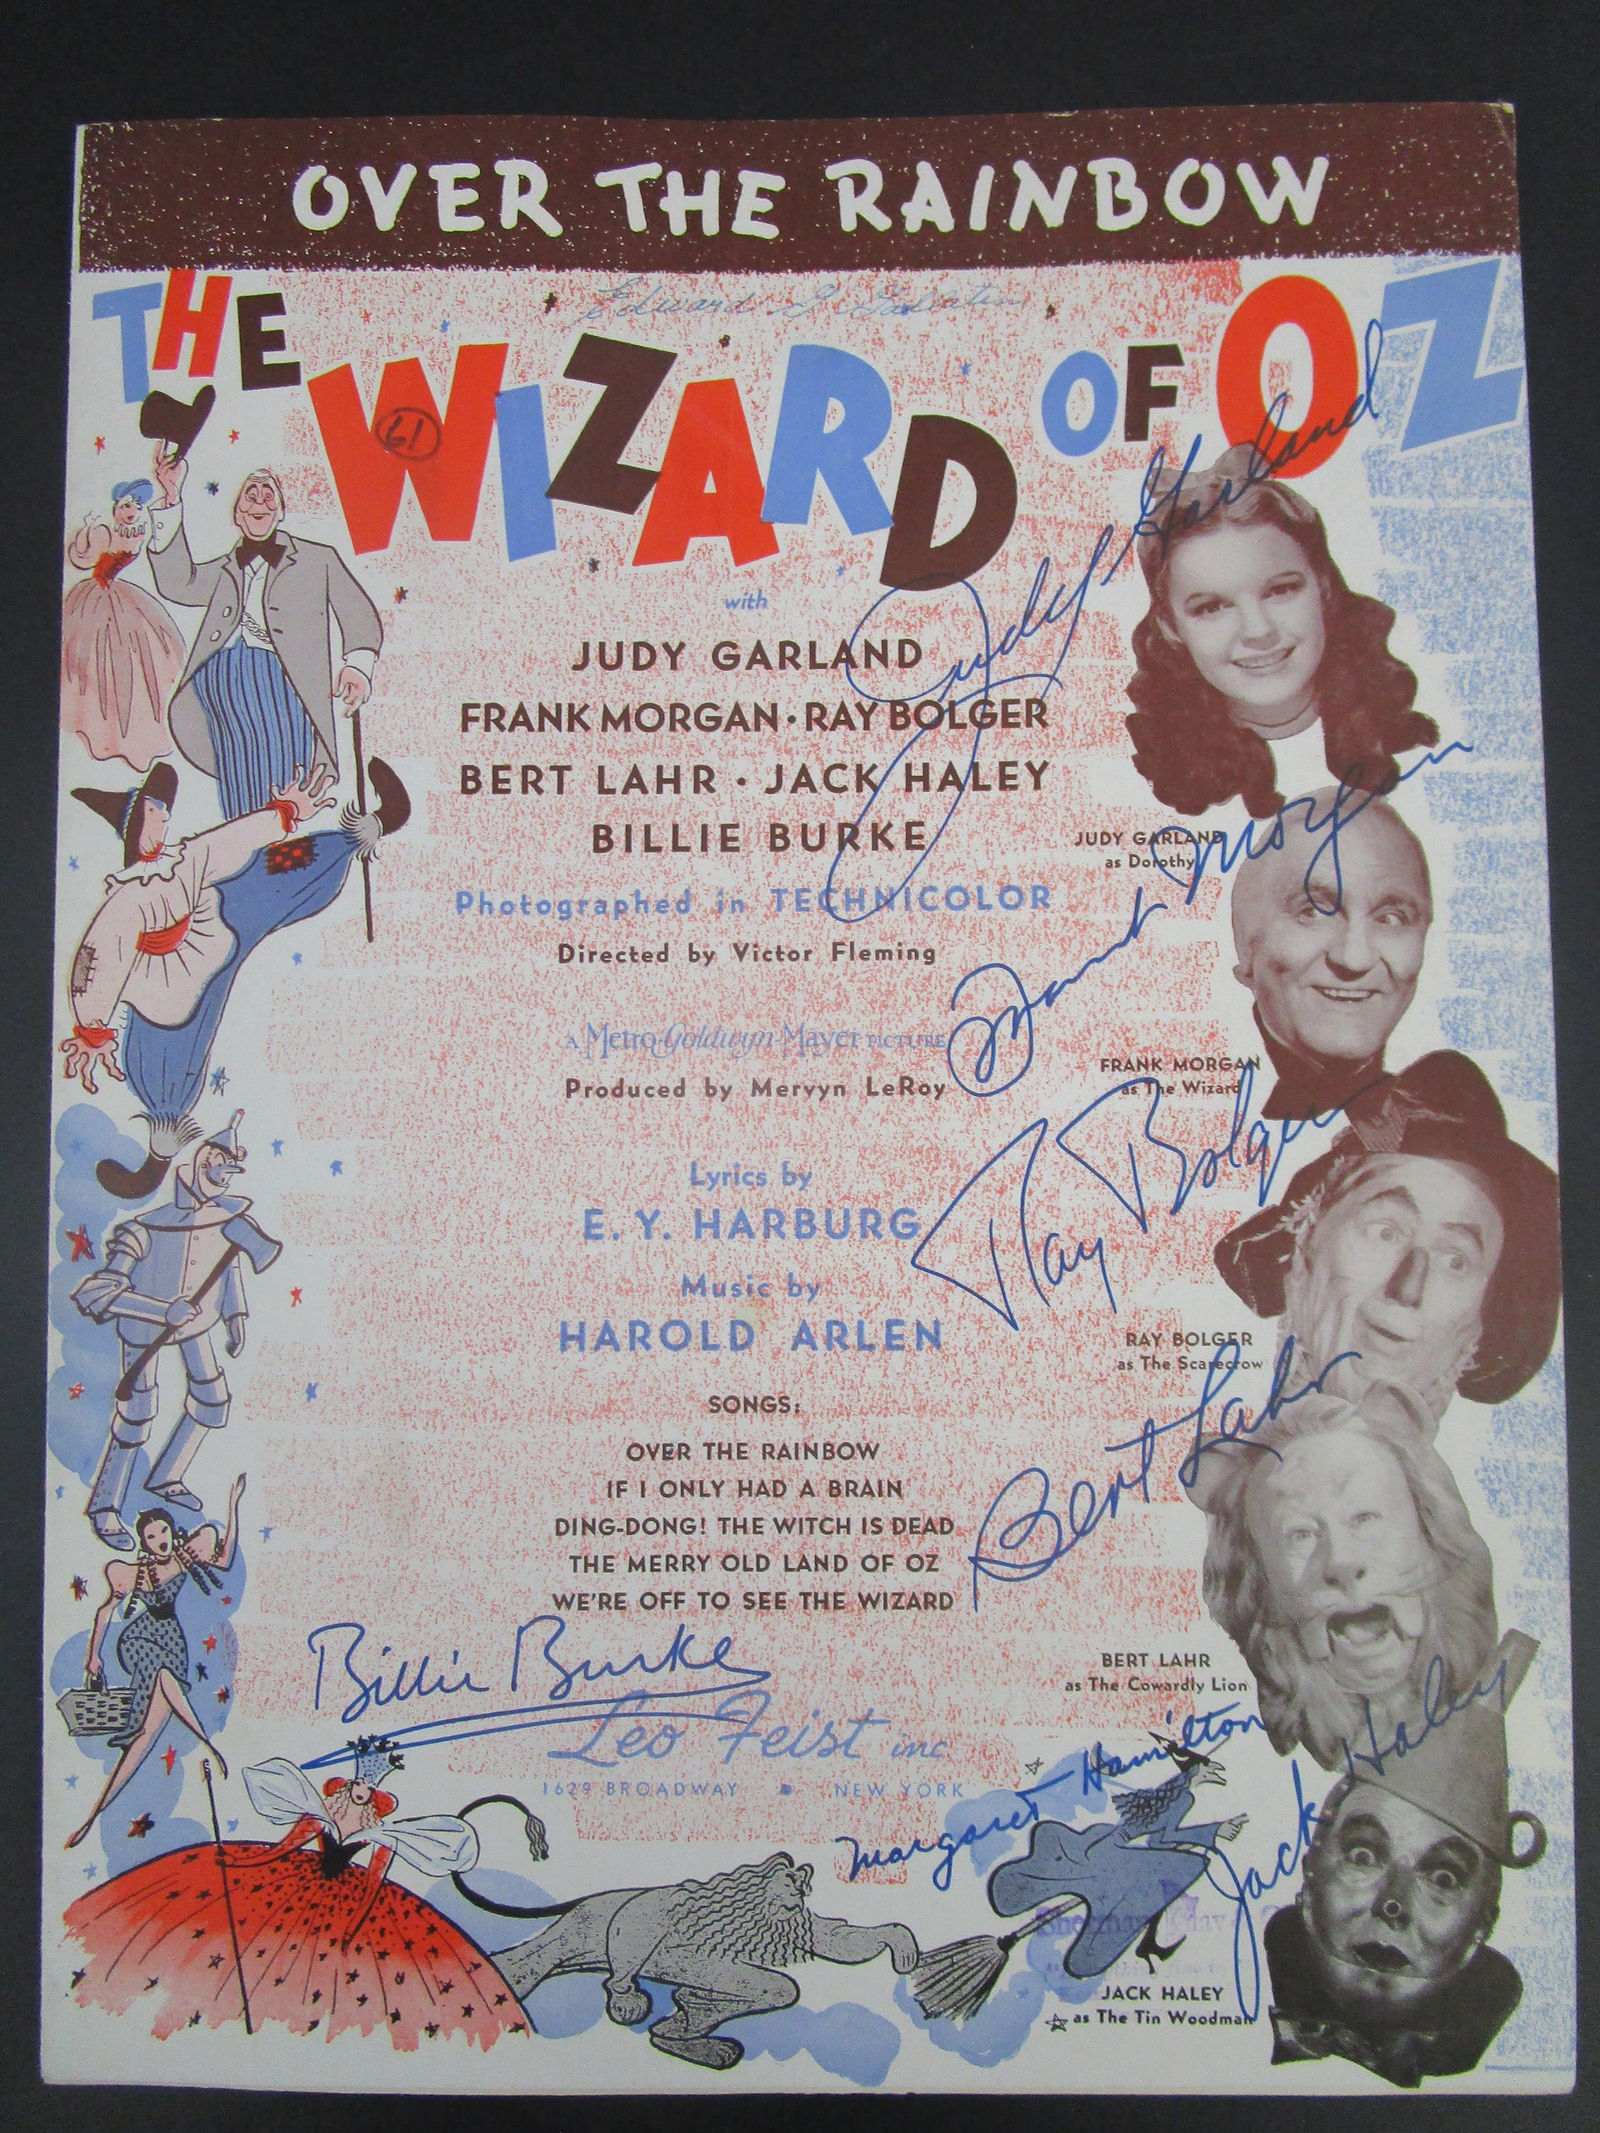 OVER THE RAINBOW
Edward G
THE WIZARD OF OZ
61
with
JUDY GARLAND
FRANK MORGAN • RAY BOLGER
BERT LAHR • JACK HALEY
BILLIE BURKE
Photographed in TECHNICOLOR
Directed by Victor Fleming
A Metro-Goldwyn-Mayer PICTURE
Produced by Mervyn LeRoy
Lyrics by
E. Y. HARBURG
Music by
HAROLD ARLEN
SONGS:
OVER THE RAINBOW
IF I ONLY HAD A BRAIN
DING-DONG! THE WITCH IS DEAD
THE MERRY OLD LAND OF OZ
WE'RE OFF TO SEE THE WIZARD
Leo Feist inc
1629 BROADWAY • NEW YORK
Judy Garland
JUDY GARLAND
as Dorothy
Frank Morgan
FRANK MORGAN
as The Wizard
Ray Bolger
RAY BOLGER
as The Scarecrow
Bert Lahr
BERT LAHR
as The Cowardly Lion
Billie Burke
Margaret Hamilton
Jack Haley
Sherman
JACK HALEY
as The Tin Woodman